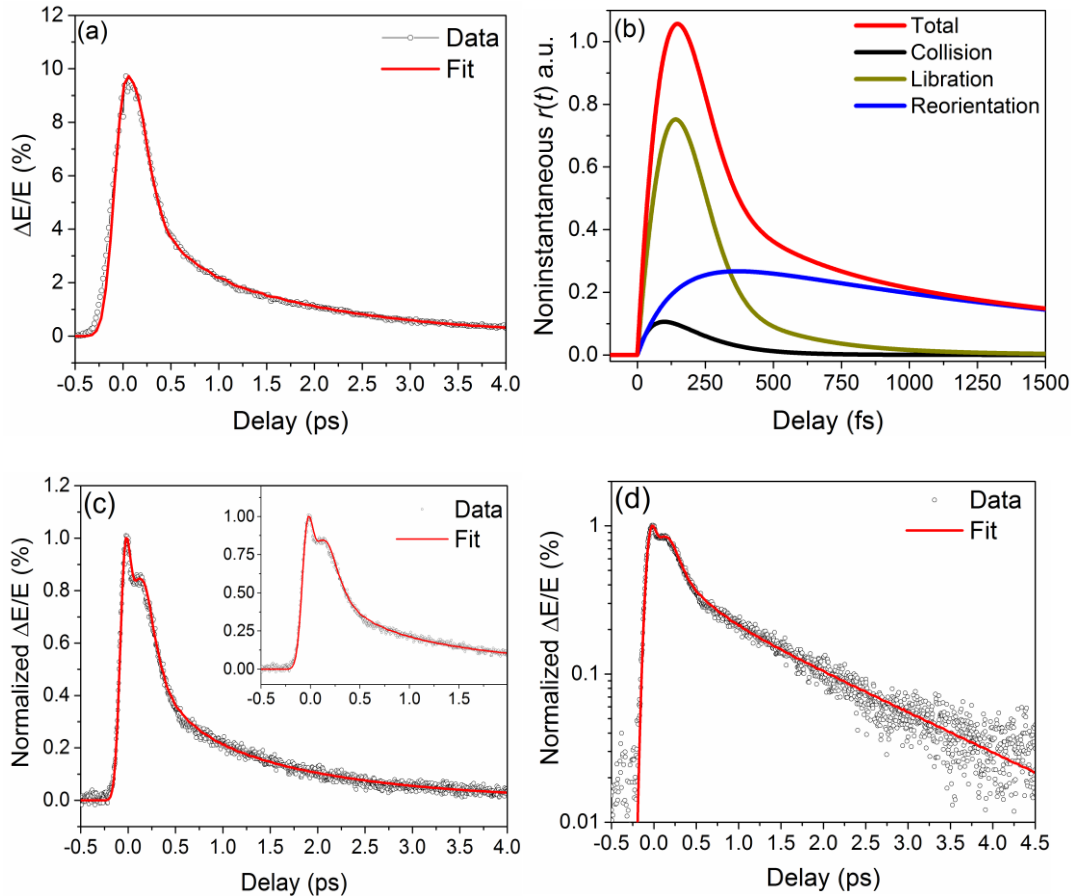 (a)
Data
Fit
12
10
8
6
4
2
0
ΔE/E (%)
-0.5 0.0 0.5 1.0 1.5 2.0 2.5 3.0 3.5 4.0
Delay (ps)
(b)
Total
Collision
Libration
Reorientation
1.0
0.8
0.6
0.4
0.2
0.0
Noninstantaneous r(t) a.u.
0 250 500 750 1000 1250 1500
Delay (fs)
(c)
1.2
1.0
0.8
0.6
0.4
0.2
0.0
Normalized ΔE/E (%)
-0.5 0.0 0.5 1.0 1.5 2.0 2.5 3.0 3.5 4.0
Delay (ps)
Data
Fit
1.00
0.75
0.50
0.25
0.00
-0.5 0.0 0.5 1.0 1.5
(d)
Data
Fit
1
0.1
0.01
Normalized ΔE/E (%)
-0.5 0.0 0.5 1.0 1.5 2.0 2.5 3.0 3.5 4.0 4.5
Delay (ps)